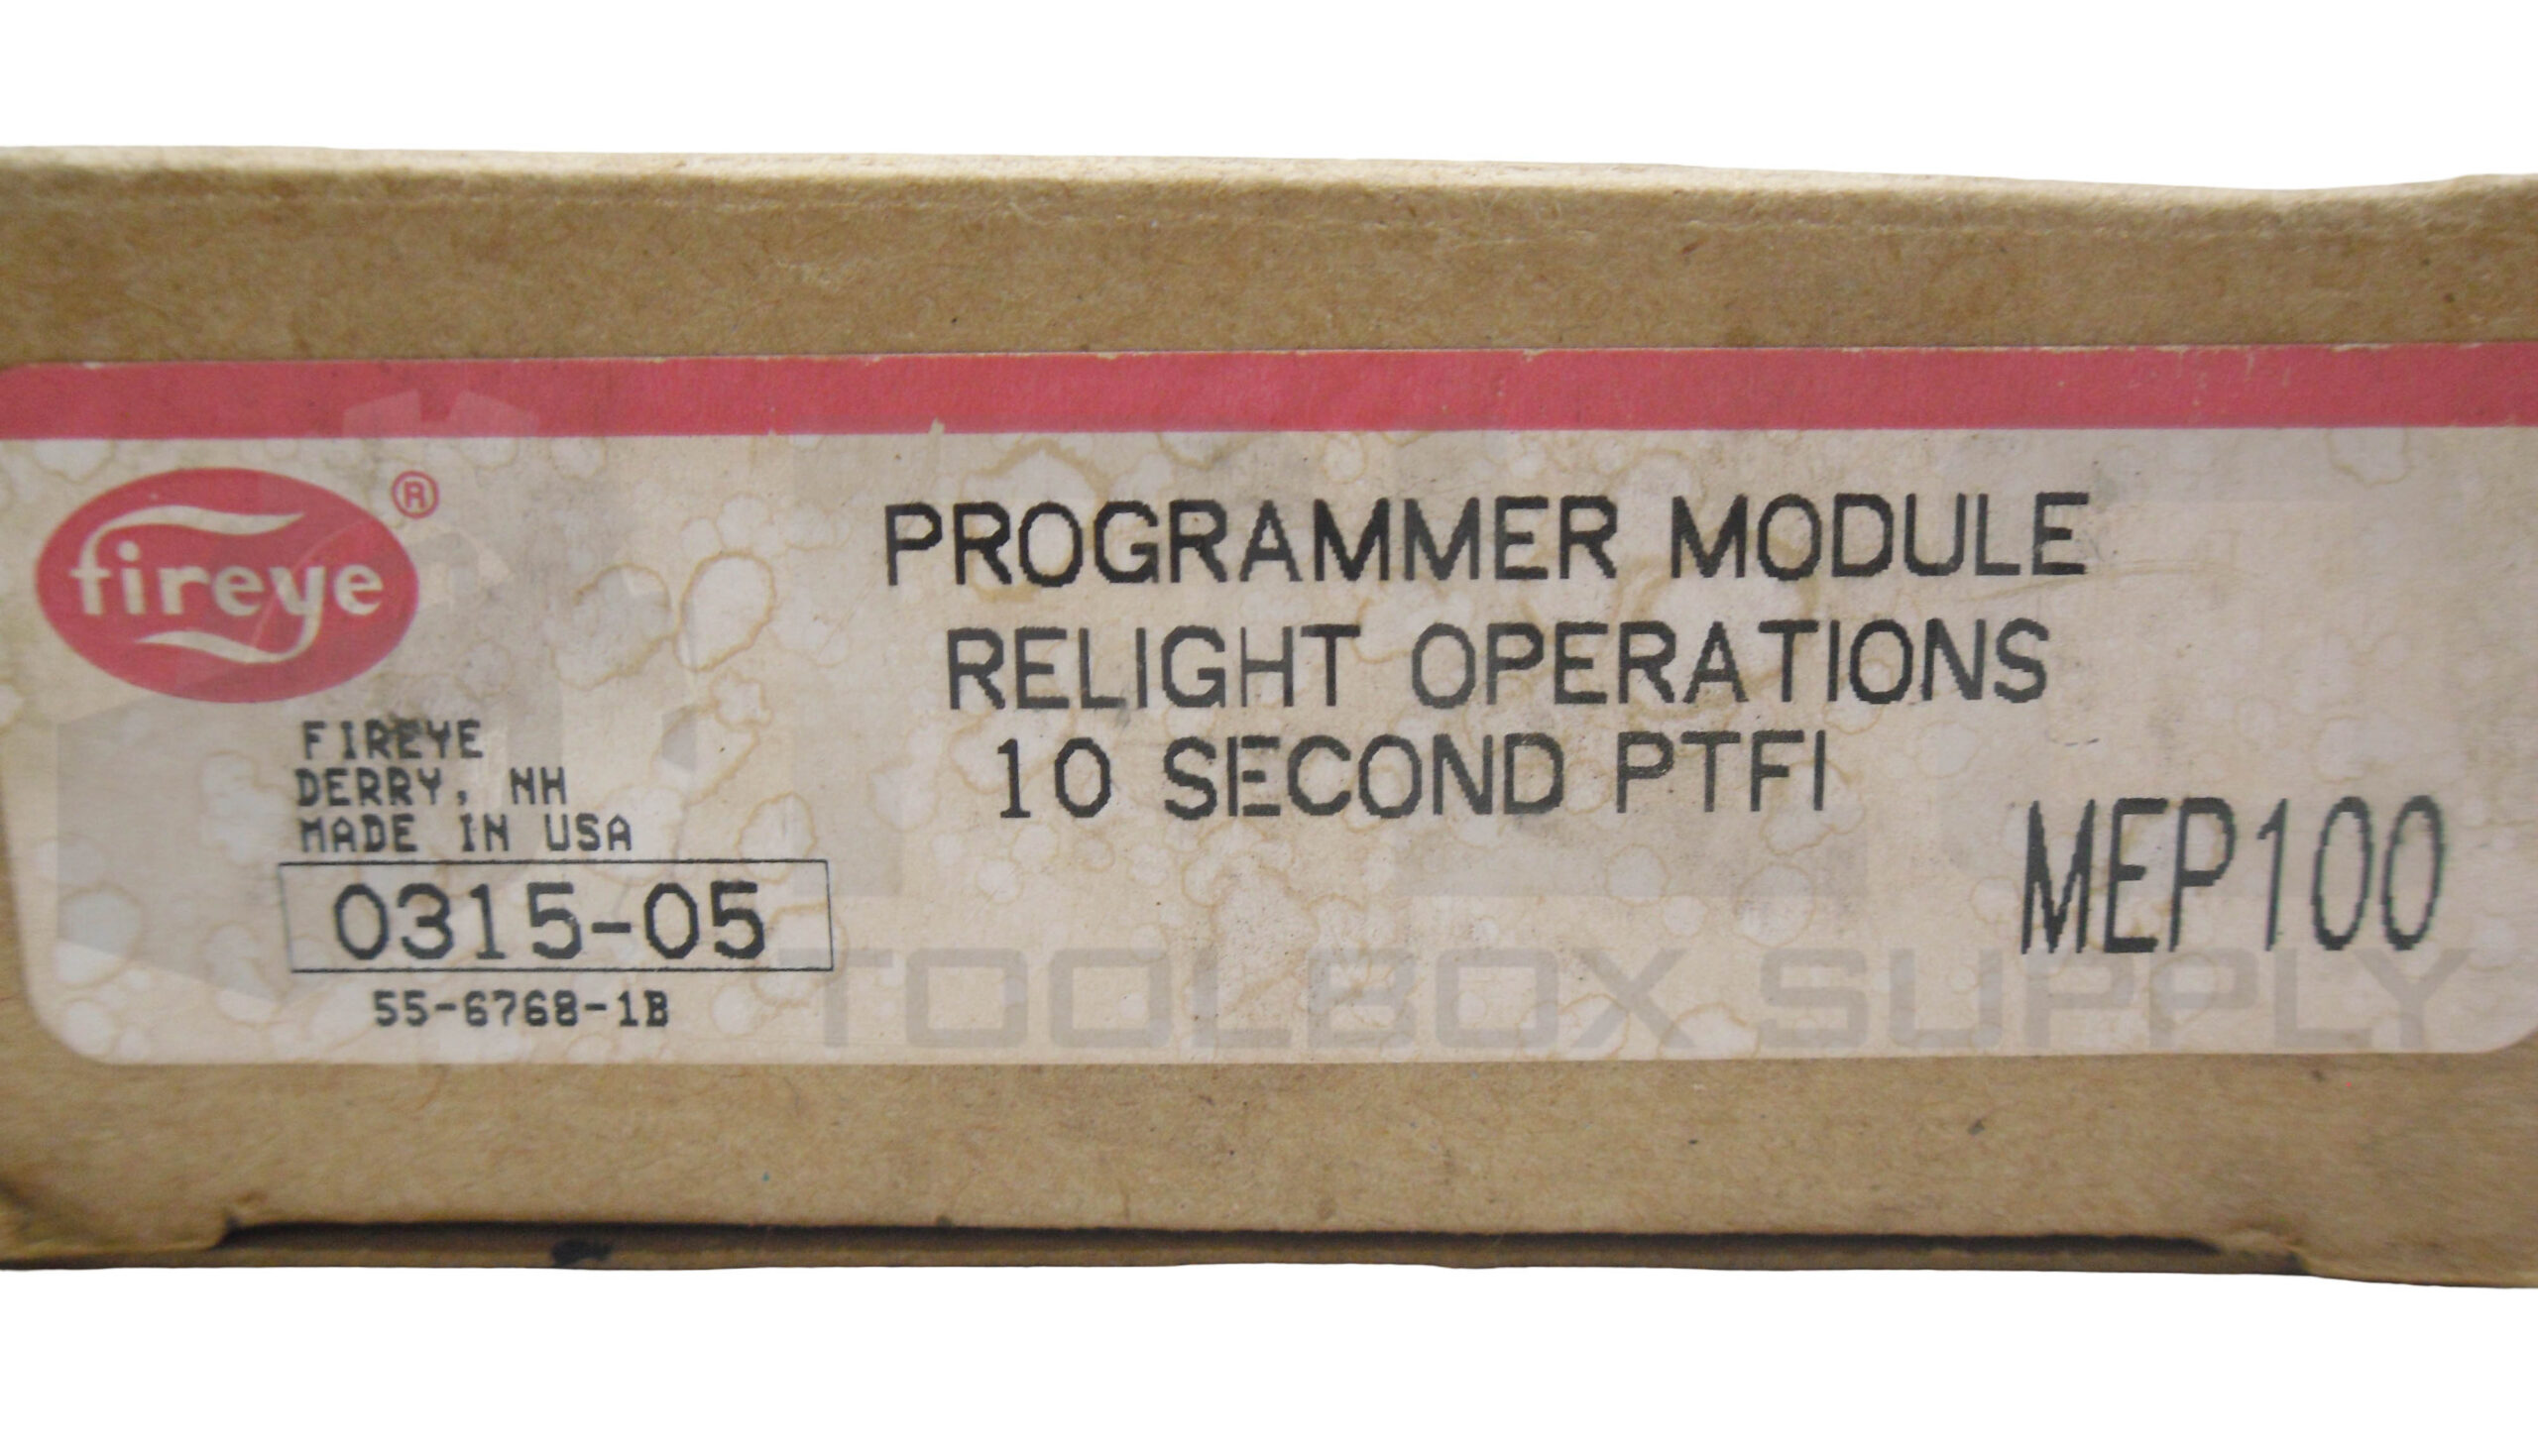 fireye®
PROGRAMMER MODULE
RELIGHT OPERATIONS
10 SECOND PTFI
MEP100
FIREYE
DERRY, NH
MADE IN USA
0315-05
55-6768-1B
TOOLBOX SUPPLY